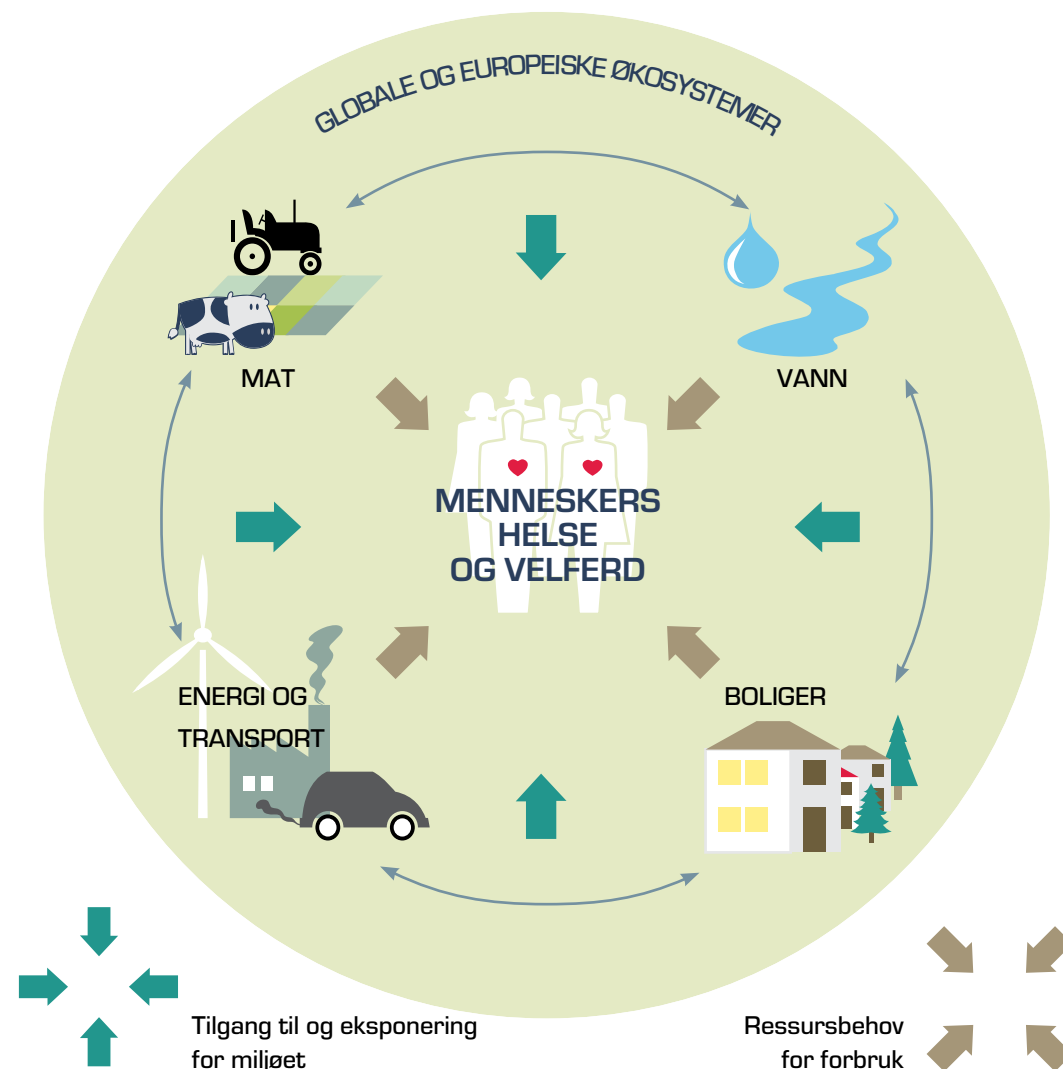 GLOBALE OG EUROPEISKE ØKOSYSTEMER
MAT
VANN
MENNESKERS
HELSE
OG VELFERD
ENERGI OG
TRANSPORT
BOLIGER
Tilgang til og eksponering
for miljøet
Ressursbehov
for forbruk